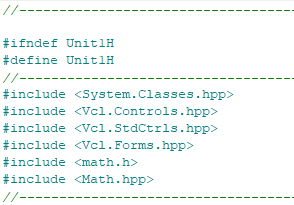 //-----------------------------------
#ifndef Unit1H
#define Unit1H
//-----------------------------------
#include <System.Classes.hpp>
#include <Vcl.Controls.hpp>
#include <Vcl.StdCtrls.hpp>
#include <Vcl.Forms.hpp>
#include <math.h>
#include <Math.hpp>
//-----------------------------------